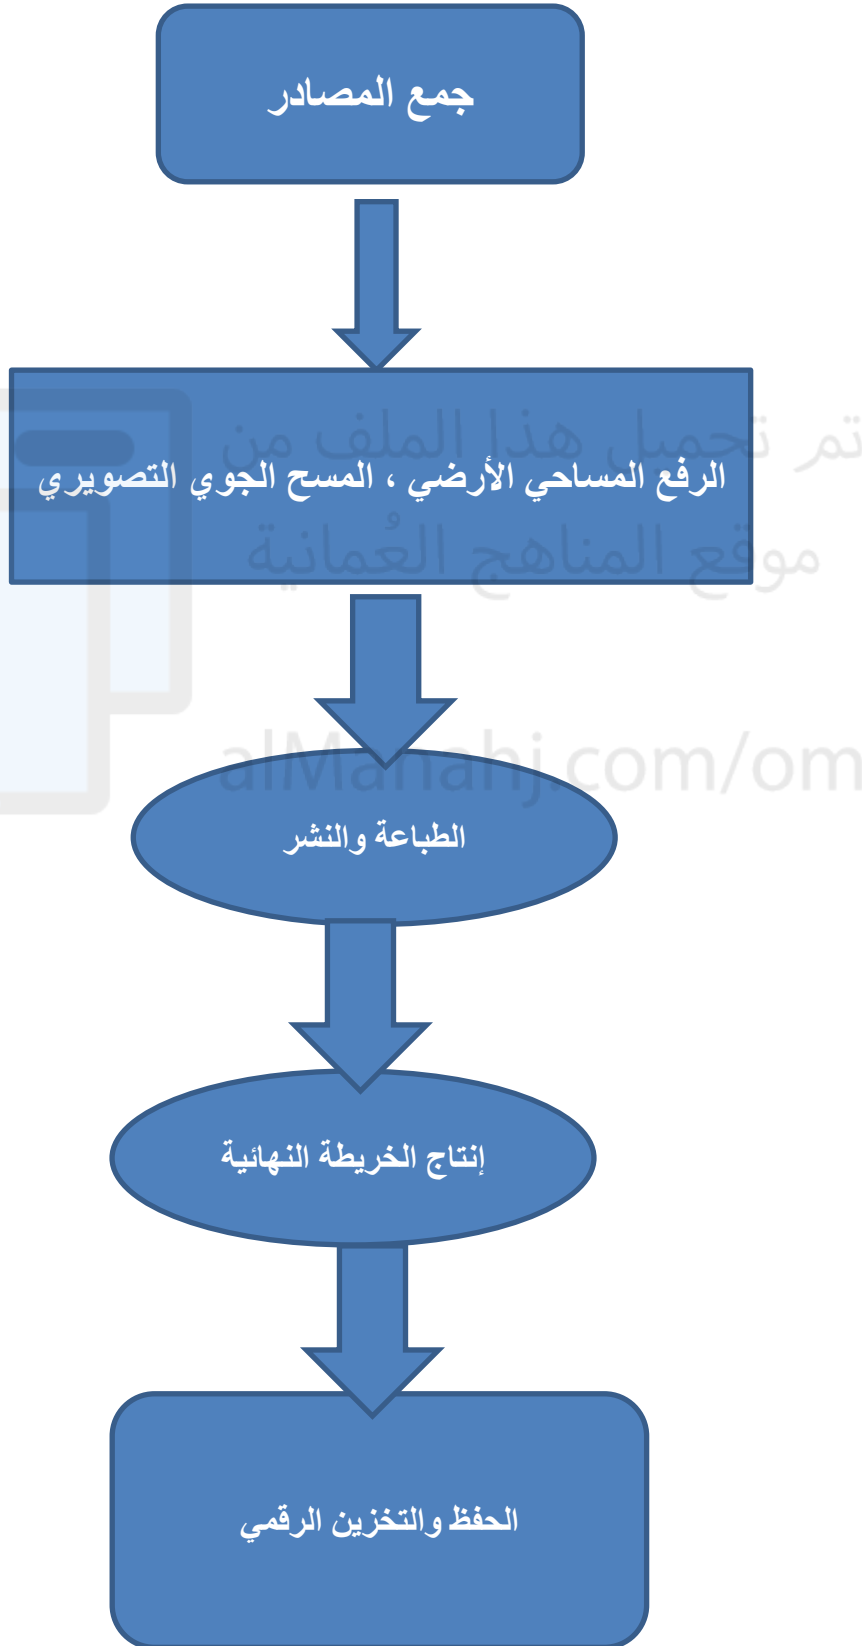 جمع المصادر
تم تحميل هذا الملف من
الرفع المساحي الأرضي ، المسح الجوي التصويري
موقع المناهج العُمانية
alManahj.com/om
الطباعة والنشر
إنتاج الخريطة النهائية
الحفظ والتخزين الرقمي